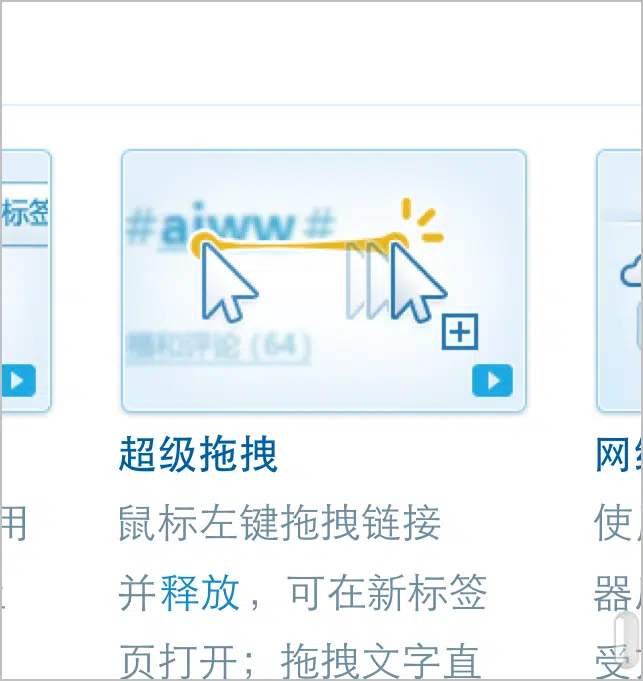 标签
#aiww#
评论 (64)
超级拖拽
网络
鼠标左键拖拽链接
用
使用
并释放，可在新标签
器
页打开；拖拽文字直
受